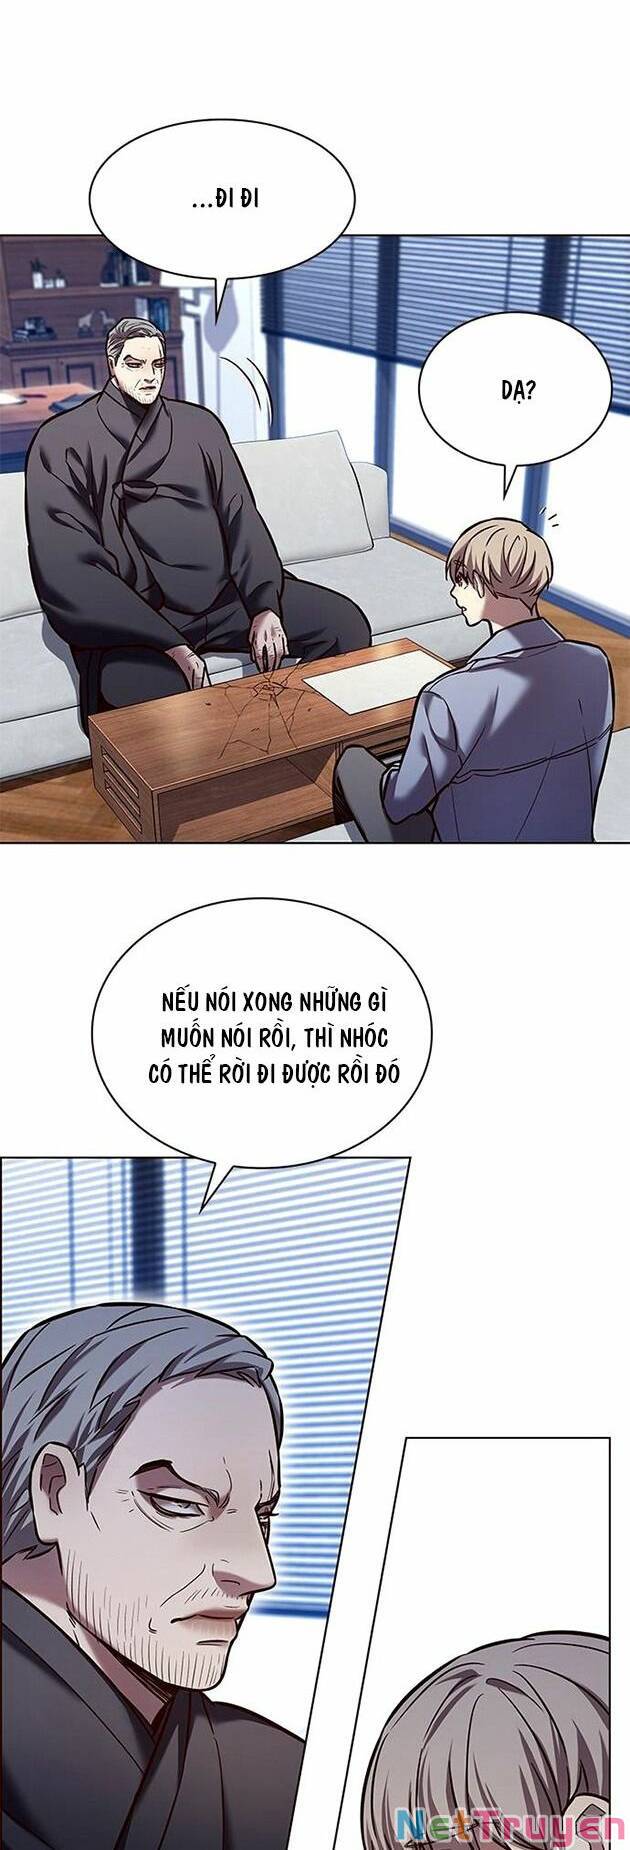 ...ĐI ĐI
DẠ?
NẾU NÓI XONG NHỮNG GÌ
MUỐN NÓI RỒI, THÌ NHÓC
CÓ THỂ RỜI ĐI ĐƯỢC RỒI ĐÓ
NetTruyen